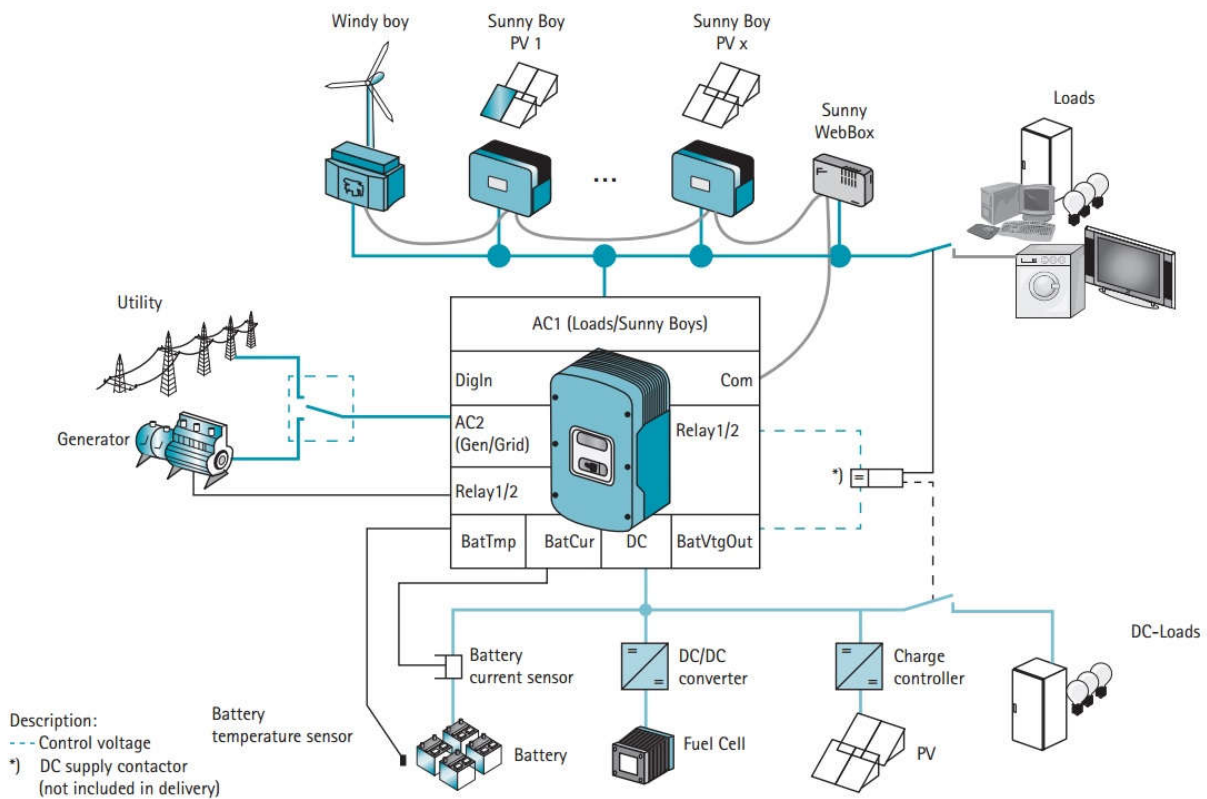 Windy boy
Sunny Boy
PV 1
Sunny Boy
PV x
Sunny
WebBox
Loads
...
Utility
AC1 (Loads/Sunny Boys)
DigIn
Com
AC2
(Gen/Grid)
Relay1/2
Generator
Relay1/2
*)
BatTmp
BatCur
DC
BatVtgOut
DC-Loads
Battery
current sensor
DC/DC
converter
Charge
controller
Battery
temperature sensor
Battery
Fuel Cell
PV
Description:
--- Control voltage
*) DC supply contactor
(not included in delivery)